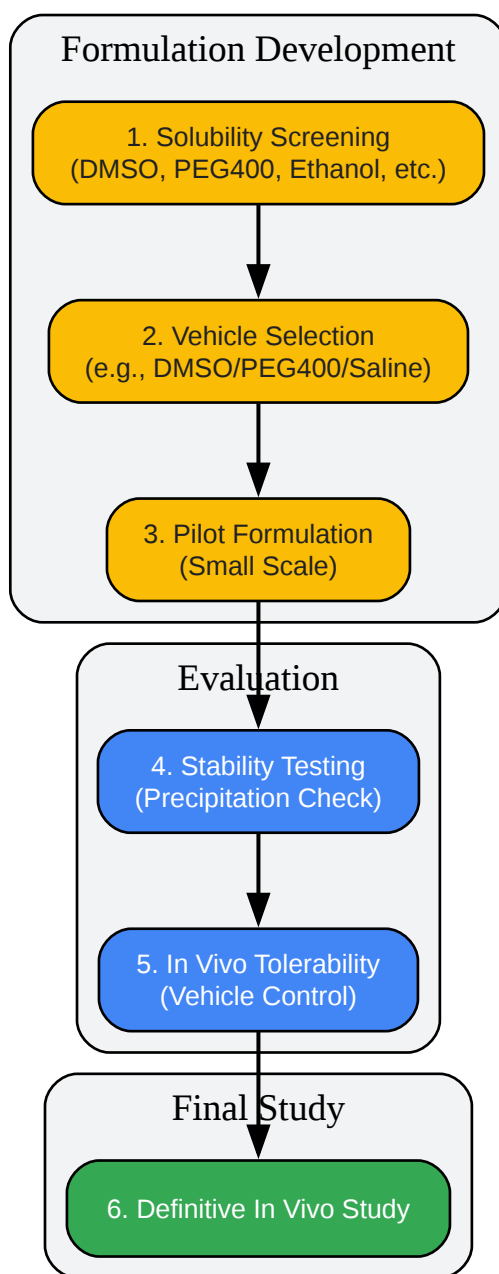 Formulation Development
1. Solubility Screening
(DMSO, PEG400, Ethanol, etc.)
2. Vehicle Selection
(e.g., DMSO/PEG400/Saline)
3. Pilot Formulation
(Small Scale)
Evaluation
4. Stability Testing
(Precipitation Check)
5. In Vivo Tolerability
(Vehicle Control)
Final Study
6. Definitive In Vivo Study